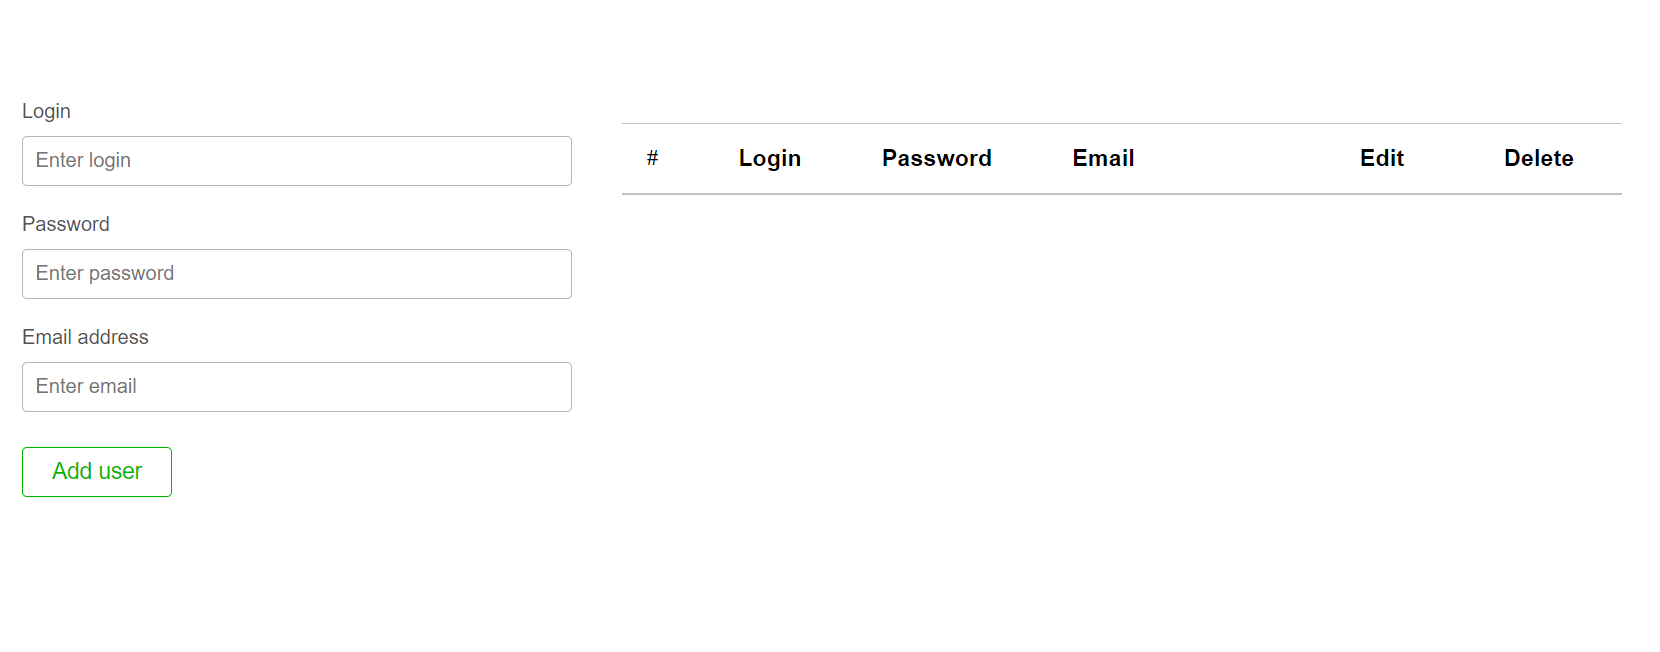 Login
Enter login
Password
Enter password
Email address
Enter email
Add user
# Login Password Email Edit Delete